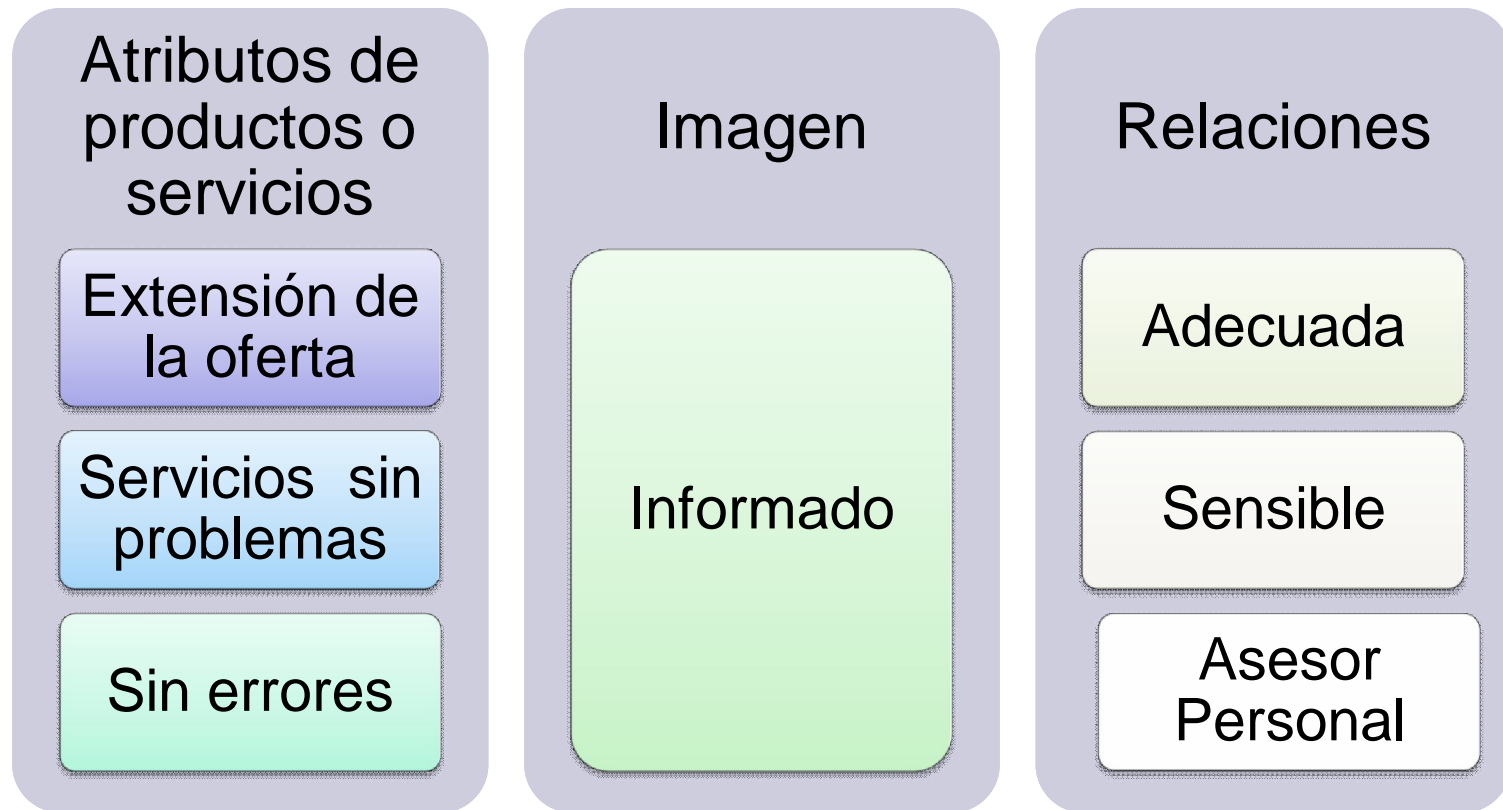 Atributos de
productos o
servicios
Extensión de
la oferta
Servicios sin
problemas
Sin errores
Imagen
Informado
Relaciones
Adecuada
Sensible
Asesor
Personal